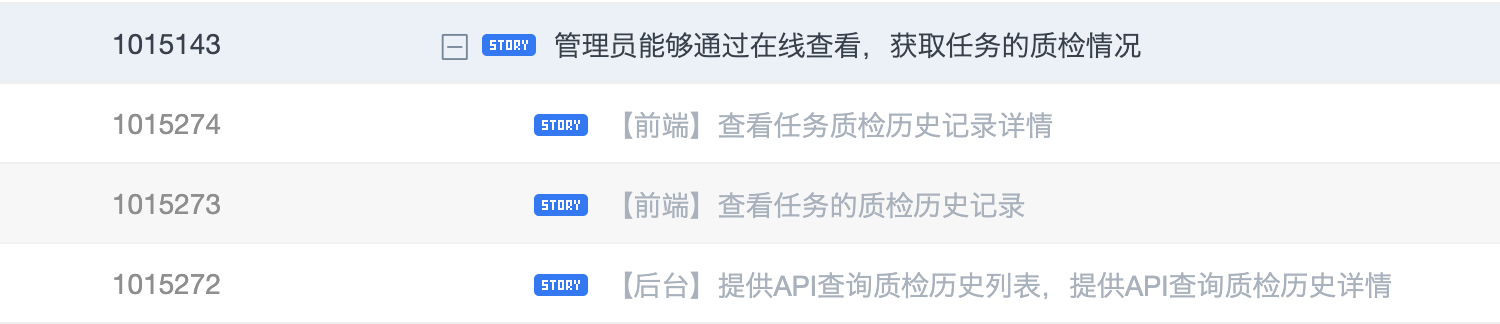 1015143 STORY 管理员能够通过在线查看，获取任务的质检情况
1015274 STORY 【前端】查看任务质检历史记录详情
1015273 STORY 【前端】查看任务的质检历史记录
1015272 STORY 【后台】提供API查询质检历史列表，提供API查询质检历史详情